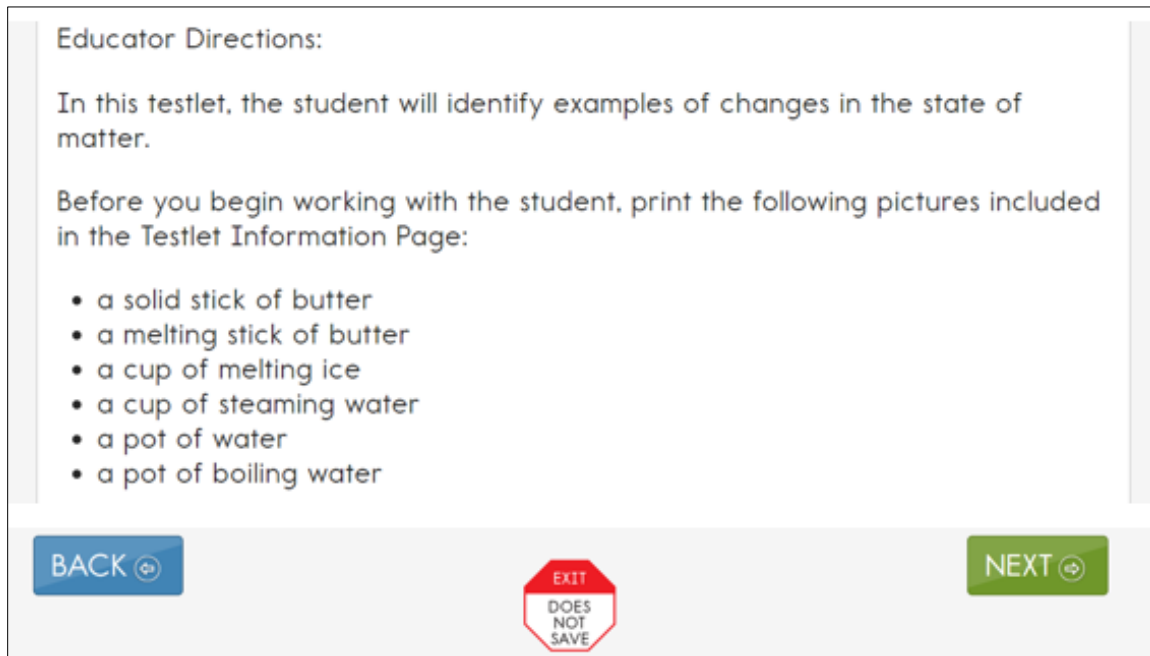 Educator Directions:
In this testlet, the student will identify examples of changes in the state of
matter.
Before you begin working with the student, print the following pictures included
in the Testlet Information Page:
• a solid stick of butter
• a melting stick of butter
• a cup of melting ice
• a cup of steaming water
• a pot of water
• a pot of boiling water
BACK
EXIT
DOES
NOT
SAVE
NEXT